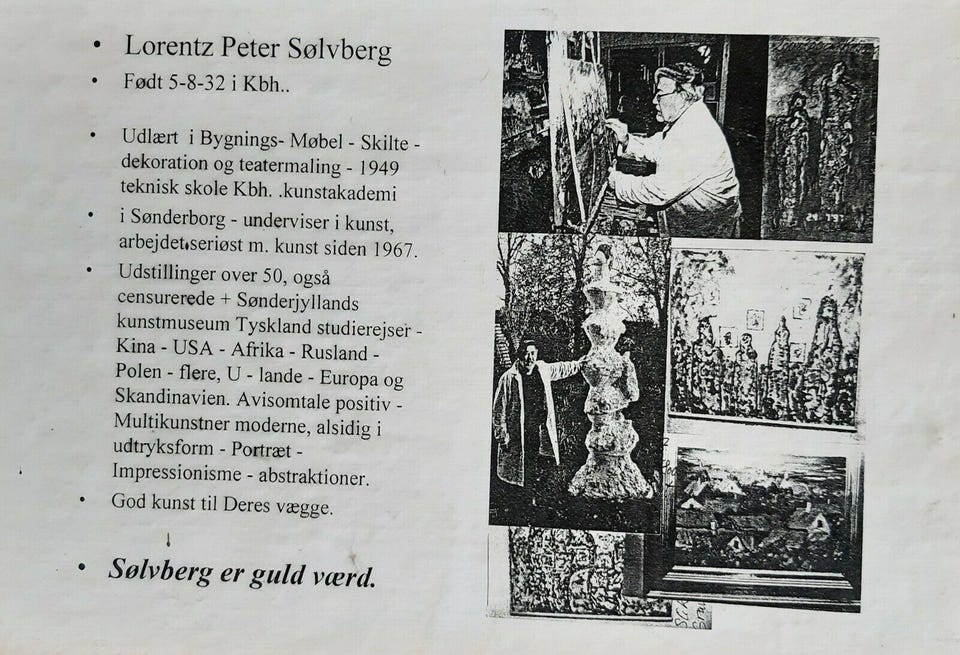 • Lorentz Peter Sølvberg
• Født 5-8-32 i Kbh..
• Udlært i Bygnings- Møbel - Skilte -
dekoration og teatermaling - 1949
teknisk skole Kbh. .kunstakademi
• i Sønderborg - underviser i kunst,
arbejdet seriøst m. kunst siden 1967.
• Udstillinger over 50, også
censurerede + Sønderjyllands
kunstmuseum Tyskland studierejser -
Kina - USA - Afrika - Rusland -
Polen - flere, U - lande - Europa og
Skandinavien. Avisomtale positiv -
Multikunstner moderne, alsidig i
udtryksform - Portræt -
Impressionisme - abstraktioner.
• God kunst til Deres vægge.
• Sølvberg er guld værd.